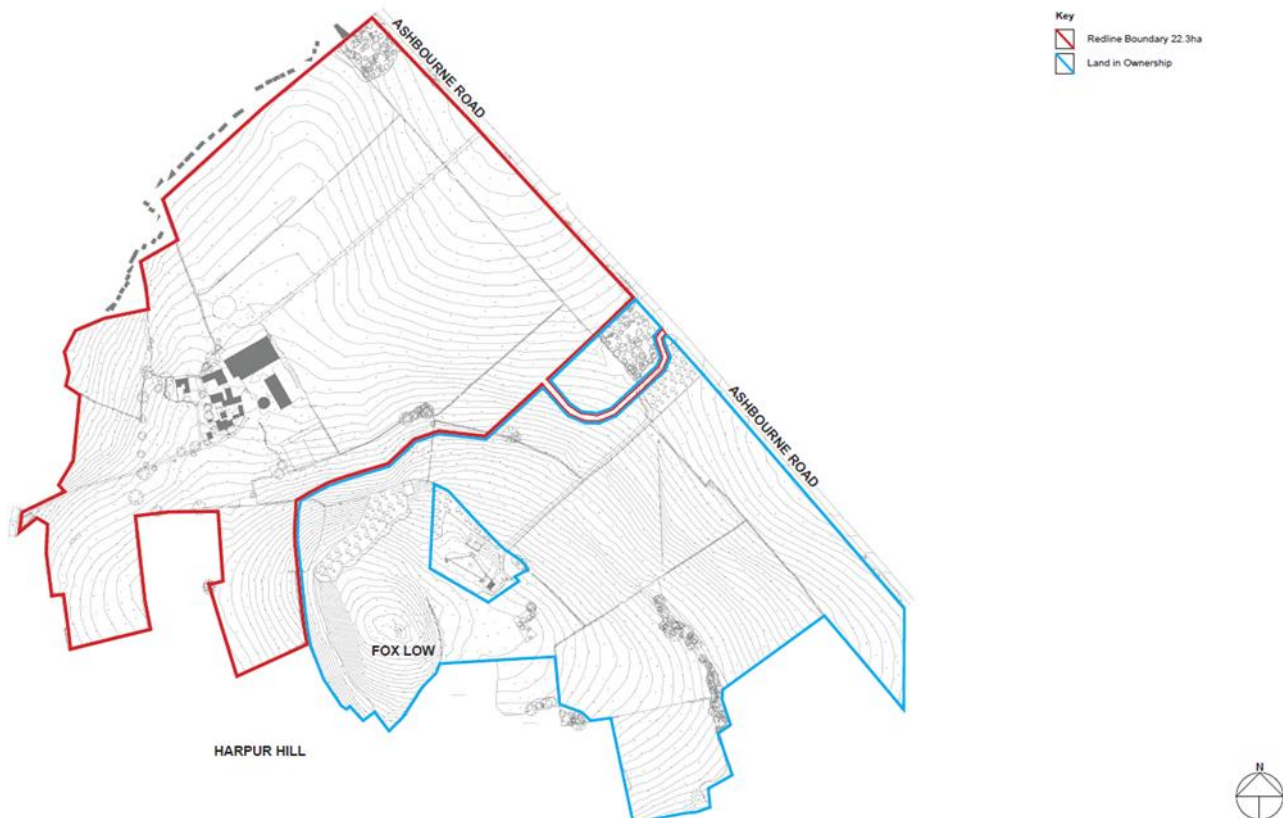 Key
Redline Boundary 22.3ha
Land in Ownership
ASHBOURNE ROAD
ASHBOURNE ROAD
FOX LOW
HARPUR HILL
N